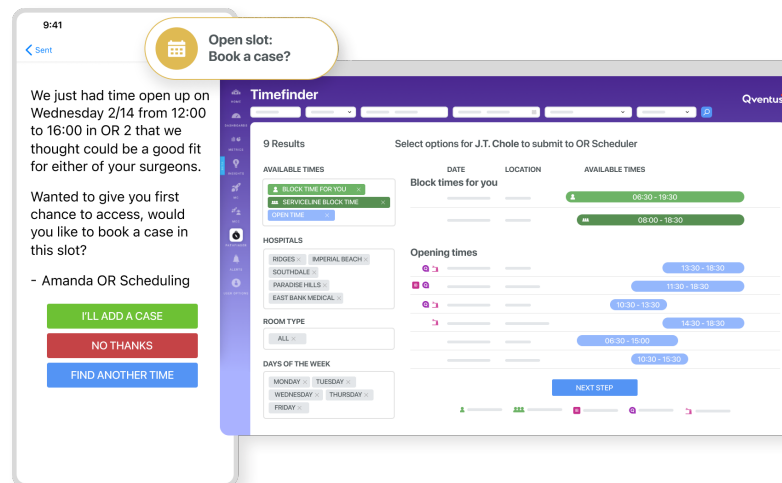 9:41
Sent
Open slot:
Book a case?
We just had time open up on
Wednesday 2/14 from 12:00
to 16:00 in OR 2 that we
thought could be a good fit
for either of your surgeons.
Wanted to give you first
chance to access, would
you like to book a case in
this slot?
- Amanda OR Scheduling
I'LL ADD A CASE
NO THANKS
FIND ANOTHER TIME
Timefinder
Qventus
9 Results
Select options for J.T. Chole to submit to OR Scheduler
AVAILABLE TIMES
BLOCK TIME FOR YOU ×
SERVICELINE BLOCK TIME ×
OPEN TIME ×
HOSPITALS
RIDGES × IMPERIAL BEACH ×
SOUTHDALE ×
PARADISE HILLS ×
EAST BANK MEDICAL ×
ROOM TYPE
ALL ×
DAYS OF THE WEEK
MONDAY × TUESDAY ×
WEDNESDAY × THURSDAY ×
FRIDAY ×
DATE LOCATION AVAILABLE TIMES
Block times for you
06:30 - 19:30
08:00 - 18:30
Opening times
13:30 - 18:30
11:30 - 18:30
10:30 - 13:30
14:30 - 18:30
06:30 - 15:00
10:30 - 15:30
NEXT STEP